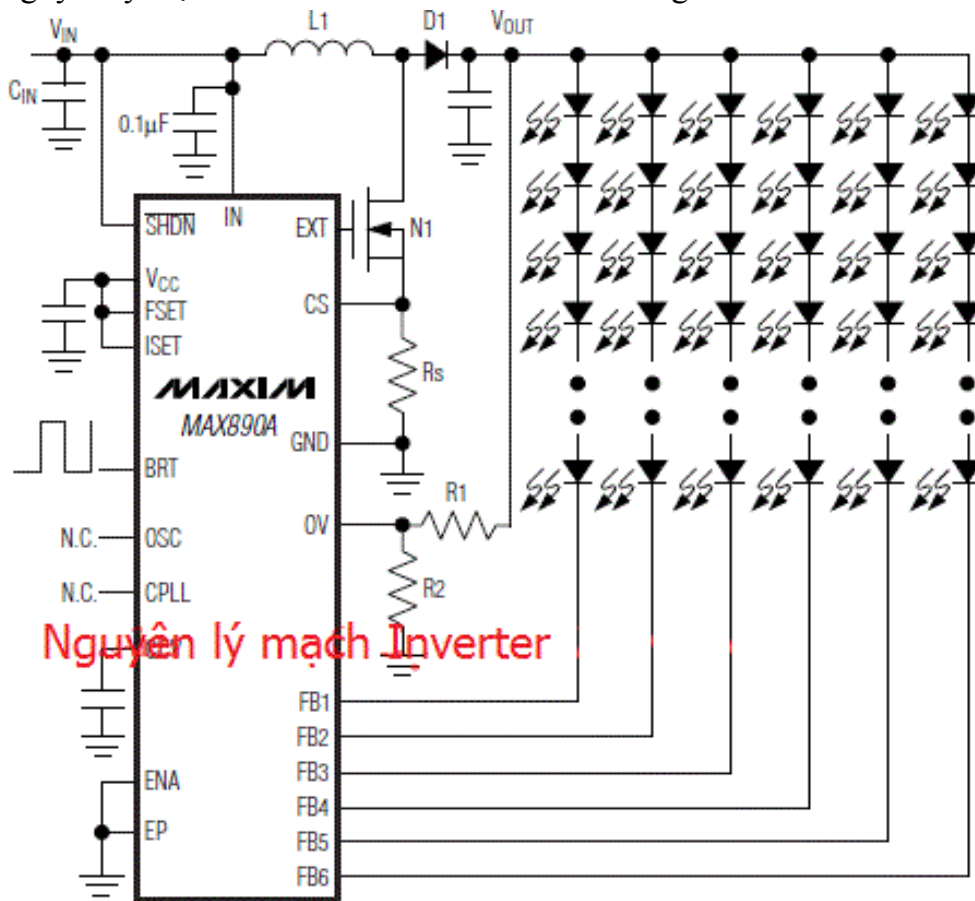 VIN
L1
D1
VOUT
CIN
0.1µF
SHDN
IN
EXT
N1
VCC
FSET
ISET
CS
Rs
MAXIM
MAX890A
GND
BRT
R1
OV
N.C.
OSC
R2
N.C.
CPLL
Nguyên lý mạch Inverter
FB1
FB2
FB3
ENA
FB4
EP
FB5
FB6